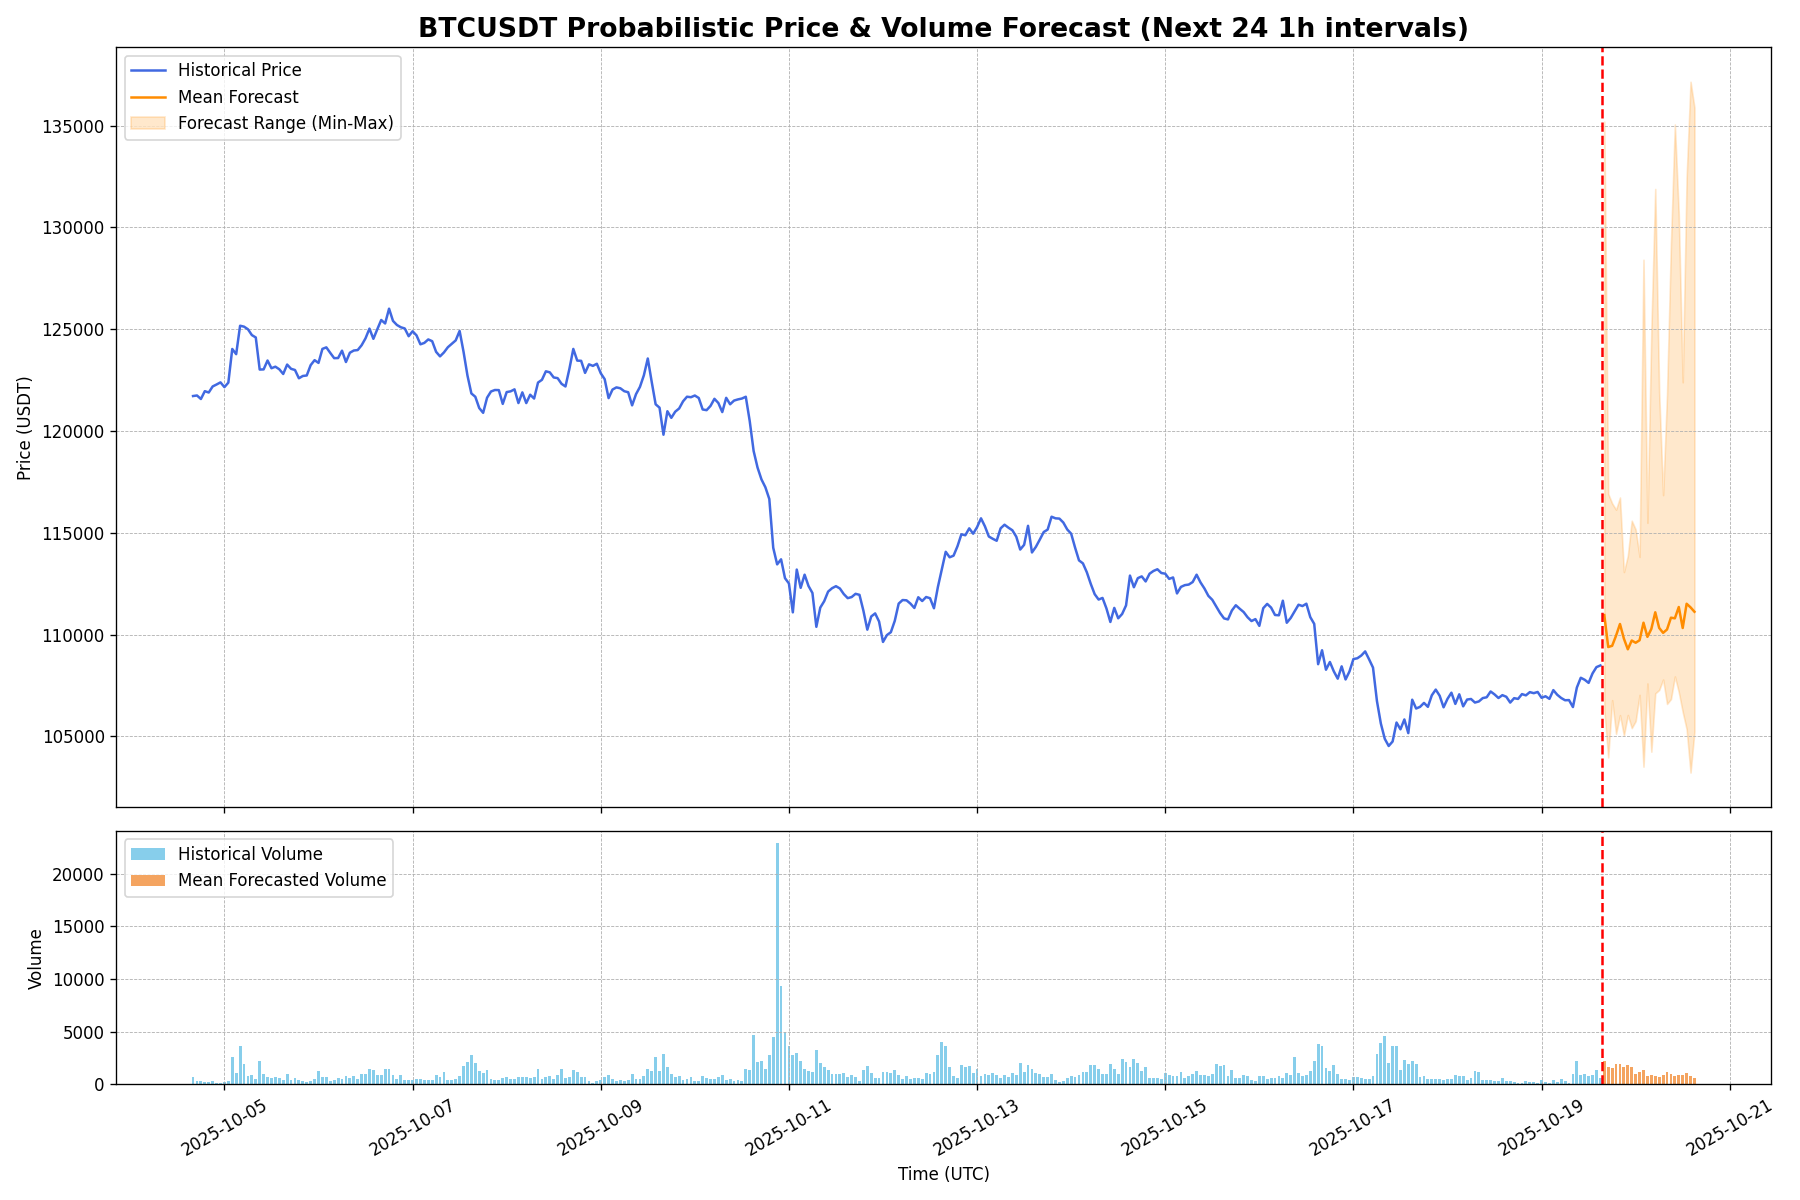 BTCUSDT Probabilistic Price & Volume Forecast (Next 24 1h intervals)
Historical Price
Mean Forecast
Forecast Range (Min-Max)
135000
130000
125000
120000
115000
110000
105000
Price (USDT)
Historical Volume
Mean Forecasted Volume
20000
15000
10000
5000
0
Volume
2025-10-05
2025-10-07
2025-10-09
2025-10-11
2025-10-13
2025-10-15
2025-10-17
2025-10-19
2025-10-21
Time (UTC)